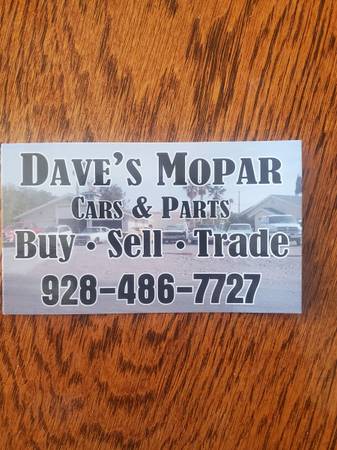 Dave's Mopar
Cars & Parts
Buy · Sell · Trade
928-486-7727